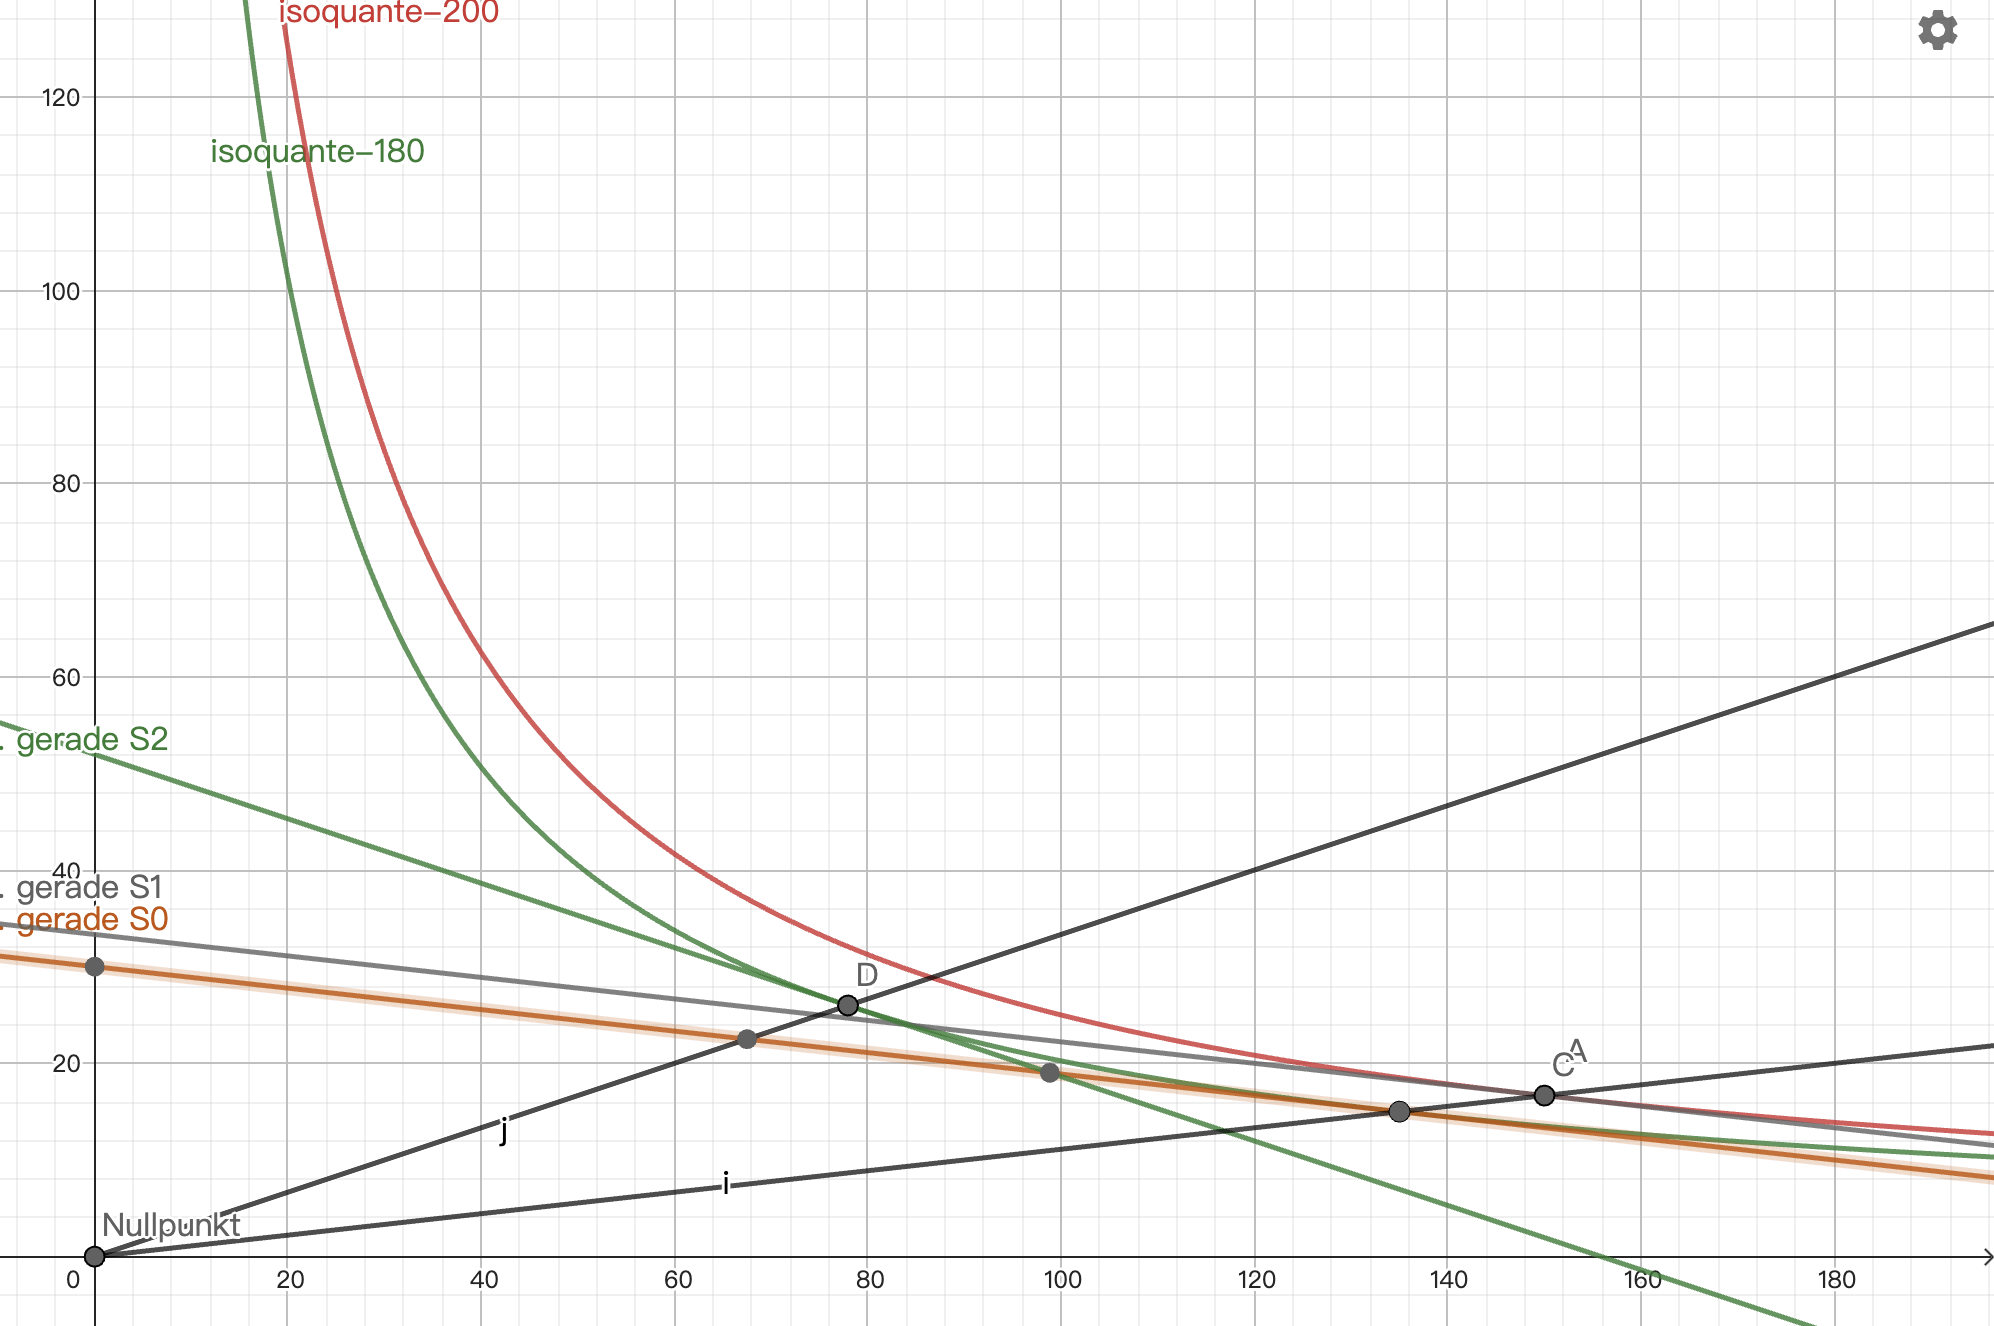 isoquante–200
120
isoquante–180
100
80
60
. gerade S2
40
. gerade S1
. gerade S0
D
A
C
20
j
i
Nullpunkt
0 20 40 60 80 100 120 140 160 180